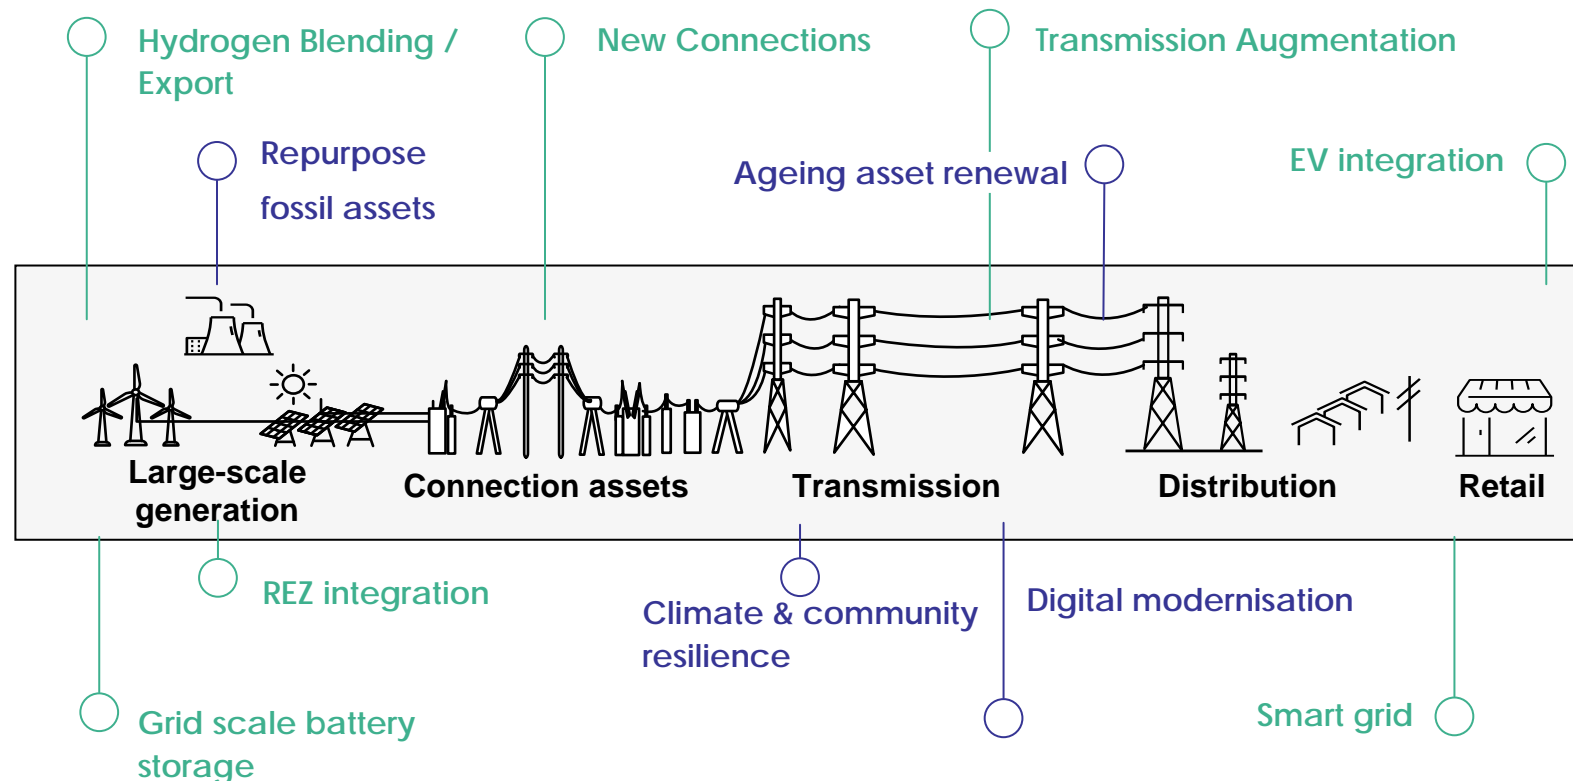 Hydrogen Blending /
Export
New Connections
Transmission Augmentation
Repurpose
fossil assets
Ageing asset renewal
EV integration
Large-scale
generation
Connection assets
Transmission
Distribution
Retail
REZ integration
Climate & community
resilience
Digital modernisation
Grid scale battery
storage
Smart grid